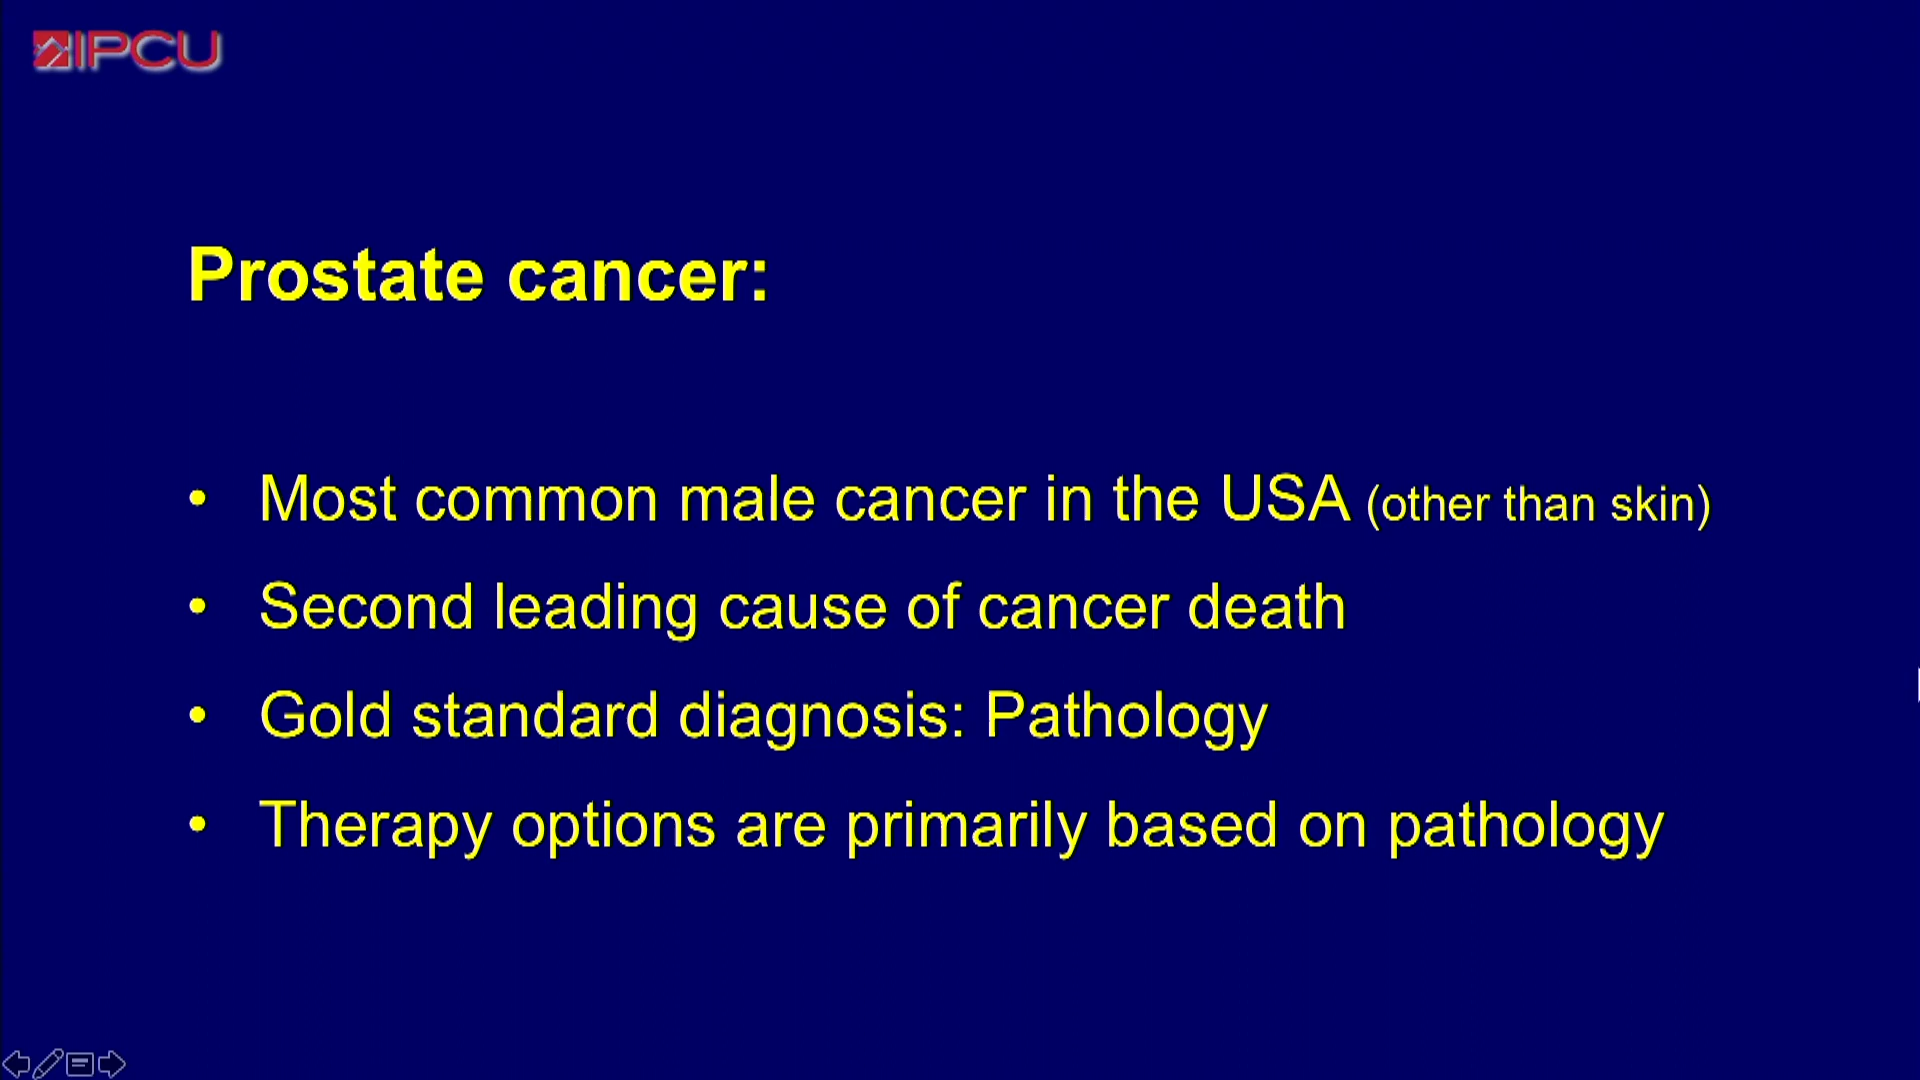 IPCU
Prostate cancer:
• Most common male cancer in the USA (other than skin)
• Second leading cause of cancer death
• Gold standard diagnosis: Pathology
• Therapy options are primarily based on pathology